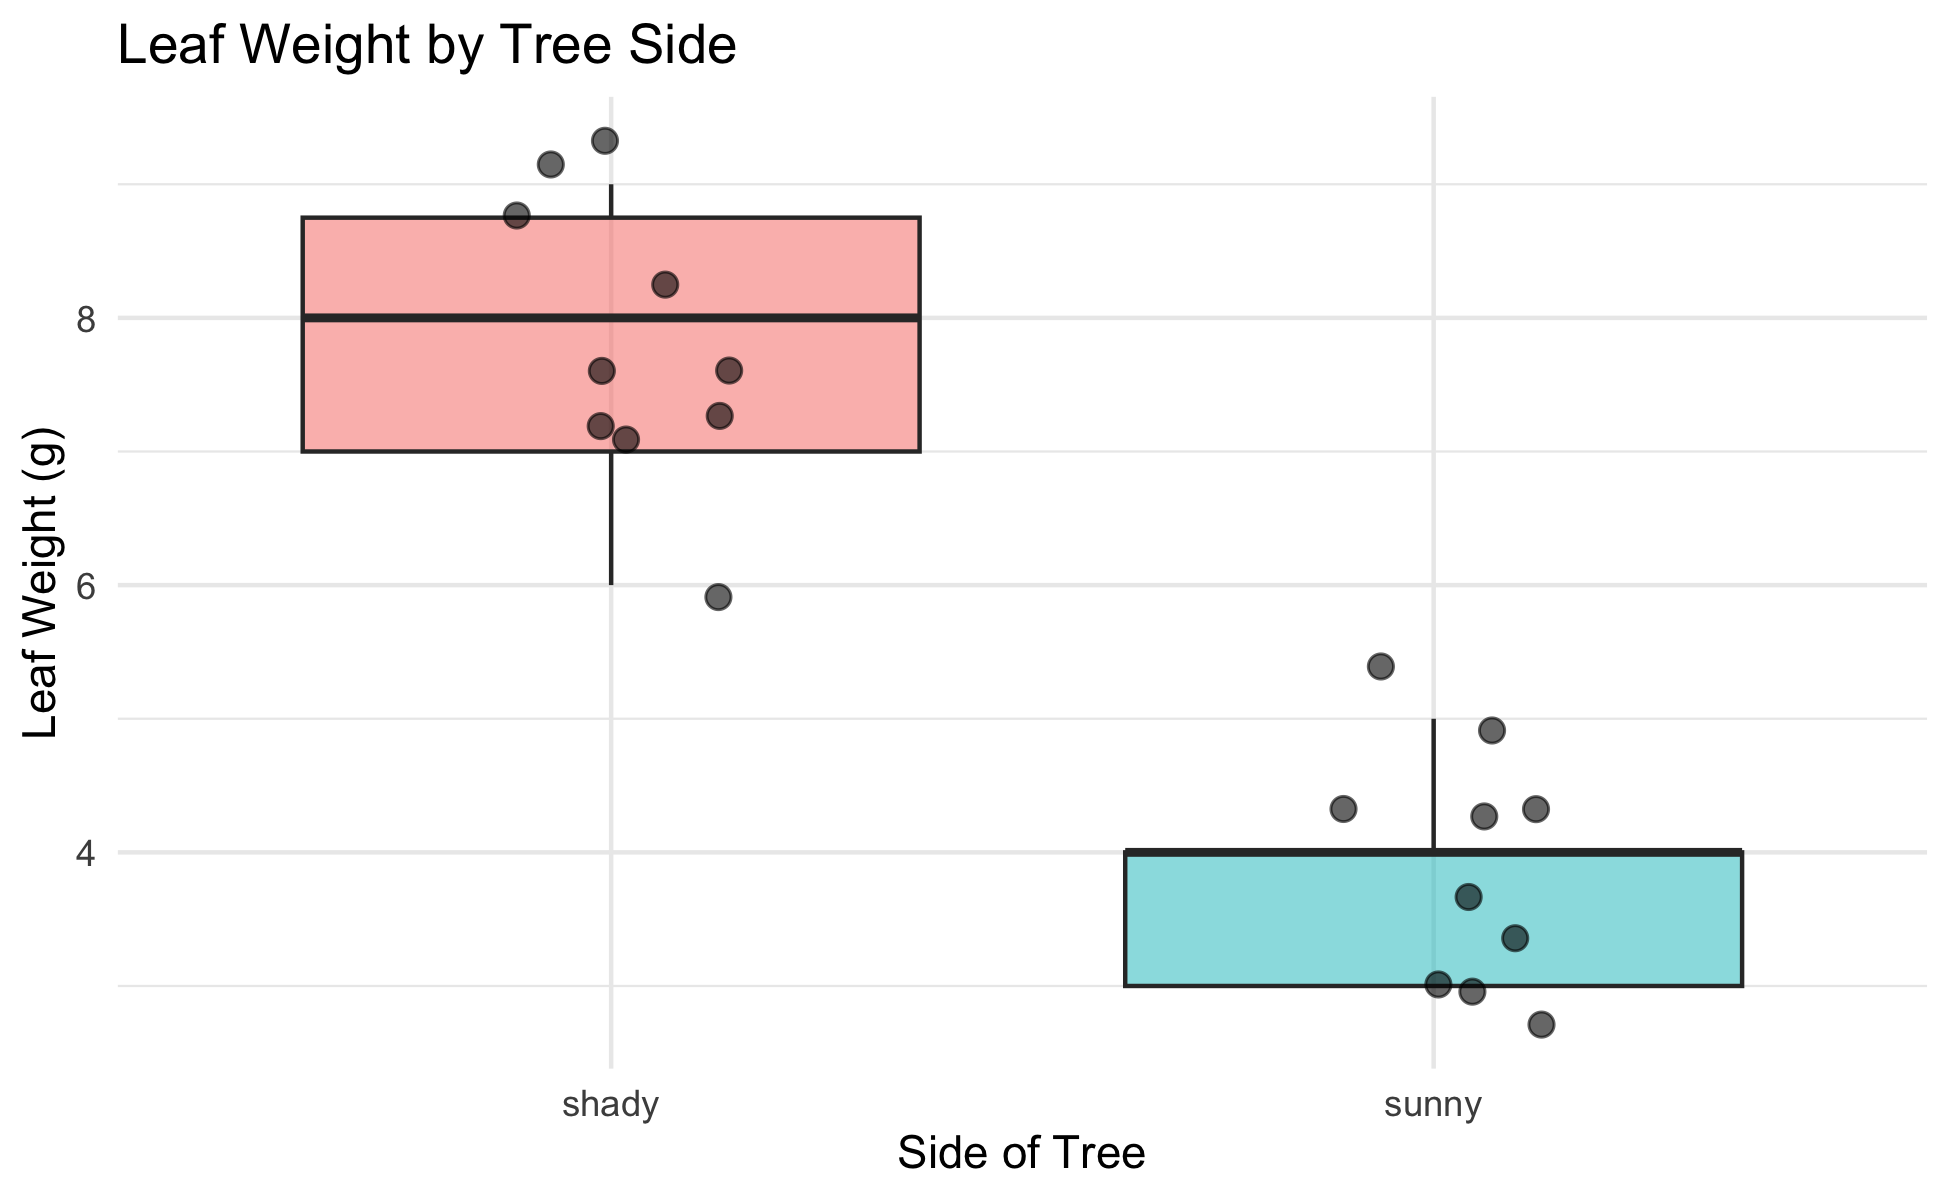 Leaf Weight by Tree Side
Leaf Weight (g)
8
6
4
shady
sunny
Side of Tree